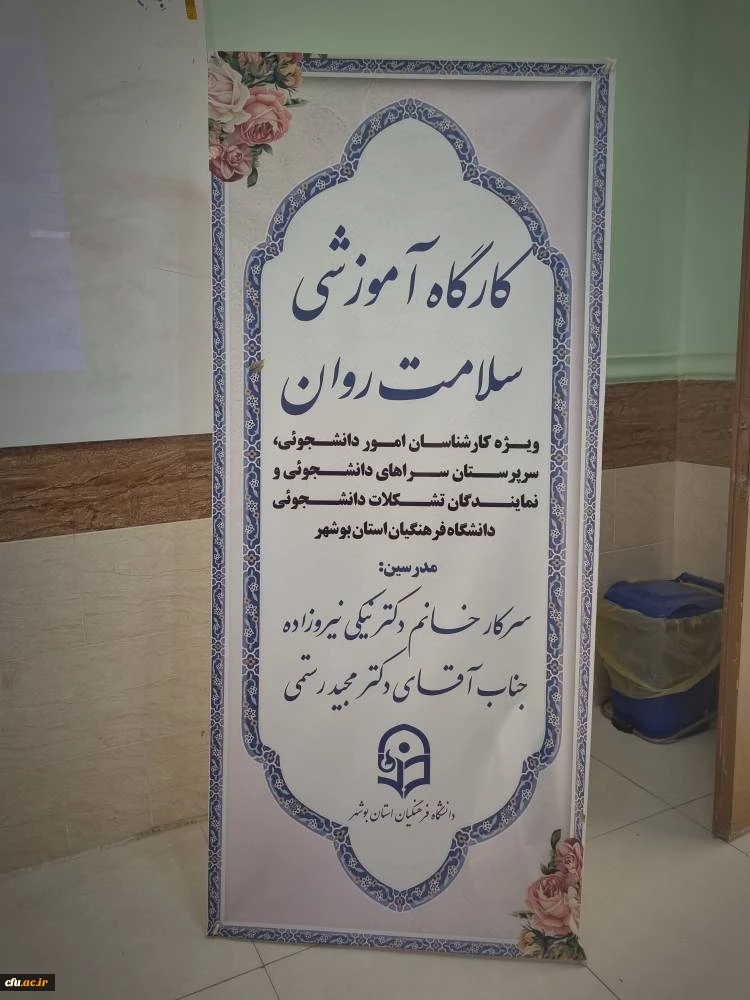 کارگاه آموزشی
سلامت روان
ویژه کارشناسان امور دانشجوئی،
سرپرستان سراهای دانشجوئی و
نمایندگان تشکلات دانشجوئی
دانشگاه فرهنگیان استان بوشهر
مدرسین:
سرکار خانم دکتر نیکی نیروزاده
جناب آقای دکتر مجید رستمی
دانشگاه فرهنگیان استان بوشهر
cfu.ac.ir